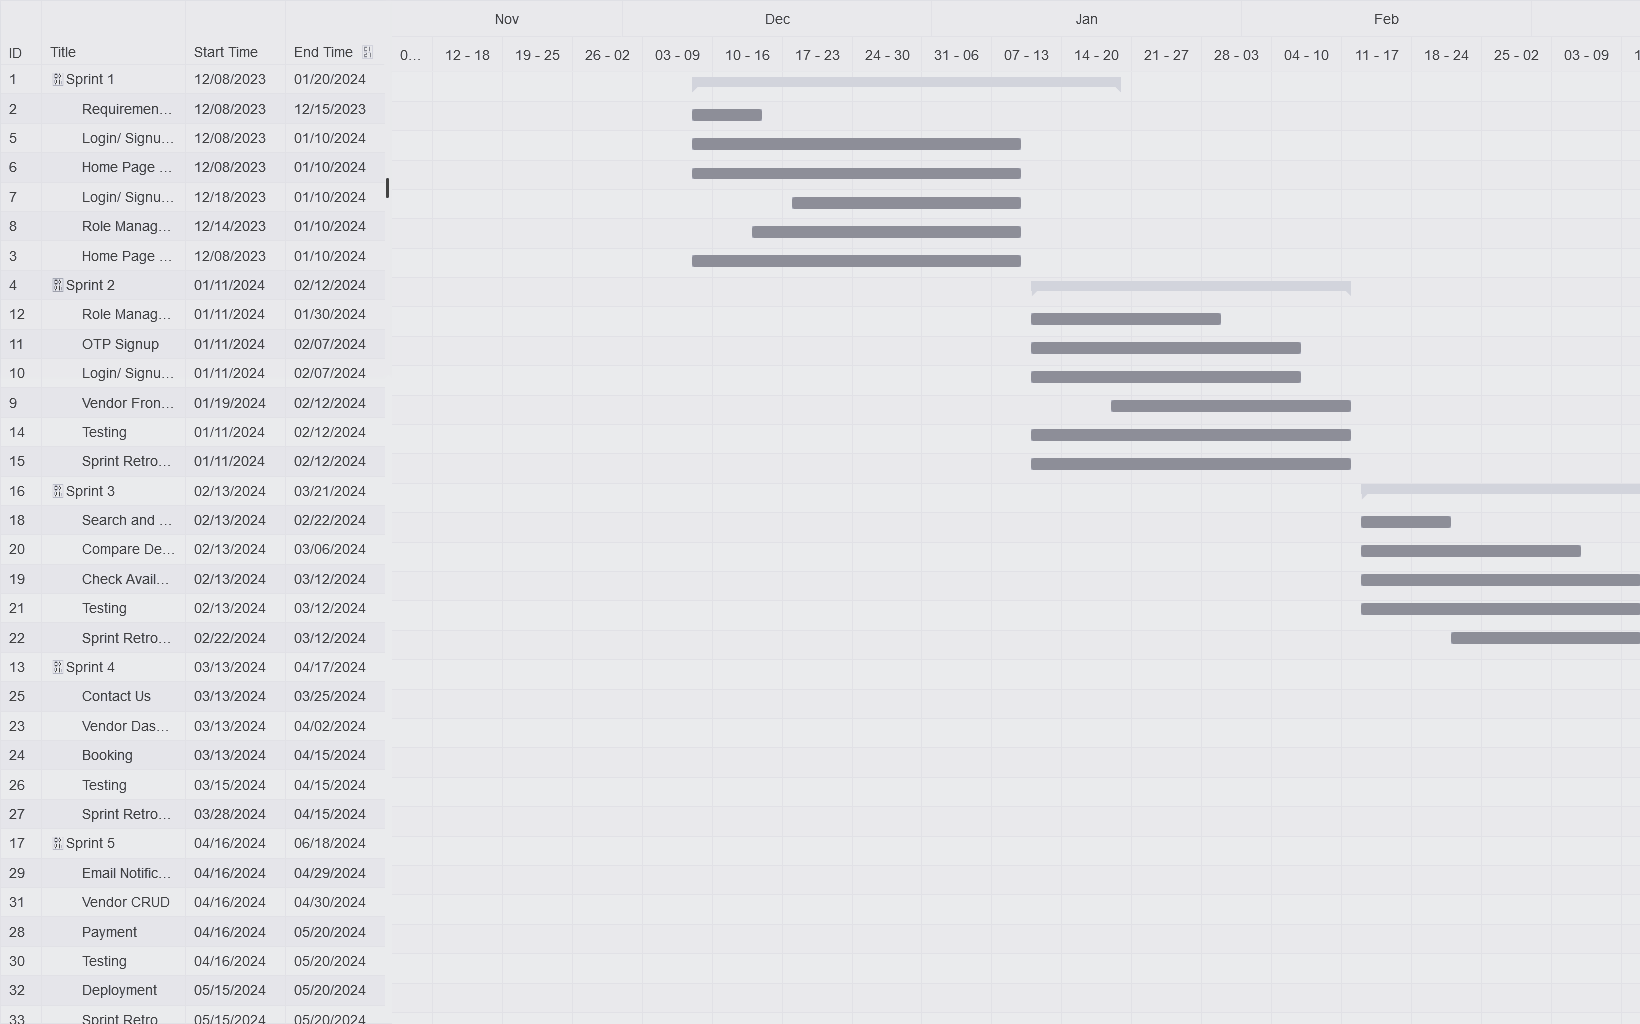 Nov Dec Jan Feb
ID Title Start Time End Time 0... 12 - 18 19 - 25 26 - 02 03 - 09 10 - 16 17 - 23 24 - 30 31 - 06 07 - 13 14 - 20 21 - 27 28 - 03 04 - 10 11 - 17 18 - 24 25 - 02 03 - 09 1
1 Sprint 1 12/08/2023 01/20/2024
2 Requiremen... 12/08/2023 12/15/2023
5 Login/ Signu... 12/08/2023 01/10/2024
6 Home Page ... 12/08/2023 01/10/2024
7 Login/ Signu... 12/18/2023 01/10/2024
8 Role Manag... 12/14/2023 01/10/2024
3 Home Page ... 12/08/2023 01/10/2024
4 Sprint 2 01/11/2024 02/12/2024
12 Role Manag... 01/11/2024 01/30/2024
11 OTP Signup 01/11/2024 02/07/2024
10 Login/ Signu... 01/11/2024 02/07/2024
9 Vendor Fron... 01/19/2024 02/12/2024
14 Testing 01/11/2024 02/12/2024
15 Sprint Retro... 01/11/2024 02/12/2024
16 Sprint 3 02/13/2024 03/21/2024
18 Search and ... 02/13/2024 02/22/2024
20 Compare De... 02/13/2024 03/06/2024
19 Check Avail... 02/13/2024 03/12/2024
21 Testing 02/13/2024 03/12/2024
22 Sprint Retro... 02/22/2024 03/12/2024
13 Sprint 4 03/13/2024 04/17/2024
25 Contact Us 03/13/2024 03/25/2024
23 Vendor Das... 03/13/2024 04/02/2024
24 Booking 03/13/2024 04/15/2024
26 Testing 03/15/2024 04/15/2024
27 Sprint Retro... 03/28/2024 04/15/2024
17 Sprint 5 04/16/2024 06/18/2024
29 Email Notific... 04/16/2024 04/29/2024
31 Vendor CRUD 04/16/2024 04/30/2024
28 Payment 04/16/2024 05/20/2024
30 Testing 04/16/2024 05/20/2024
32 Deployment 05/15/2024 05/20/2024
33 Sprint Retro 05/15/2024 05/20/2024